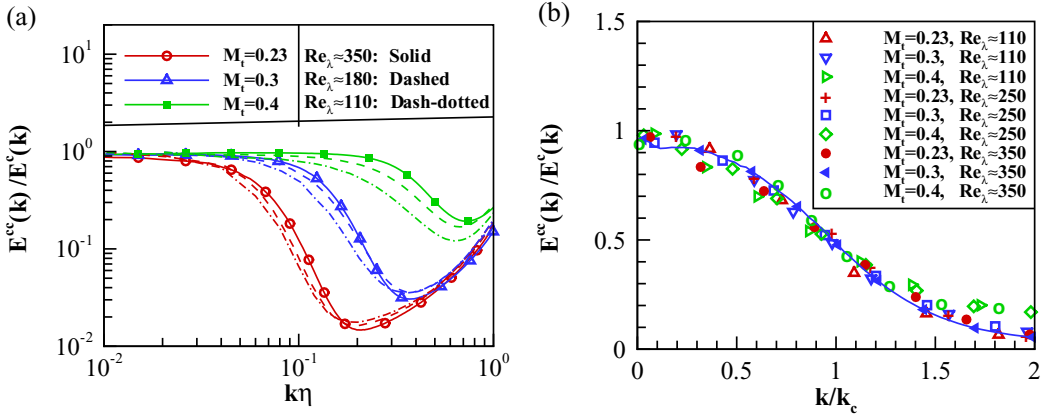 (a)
M_t=0.23 Re_λ≈350: Solid
M_t=0.3 Re_λ≈180: Dashed
M_t=0.4 Re_λ≈110: Dash-dotted
E^cc(k) /E^c(k)
10^1
10^0
10^-1
10^-2
10^-2 10^-1 10^0
kη
(b)
M_t=0.23, Re_λ≈110
M_t=0.3, Re_λ≈110
M_t=0.4, Re_λ≈110
M_t=0.23, Re_λ≈250
M_t=0.3, Re_λ≈250
M_t=0.4, Re_λ≈250
M_t=0.23, Re_λ≈350
M_t=0.3, Re_λ≈350
M_t=0.4, Re_λ≈350
E^cc(k) /E^c(k)
1.5
1
0.5
0
0 0.5 1 1.5 2
k/k_c